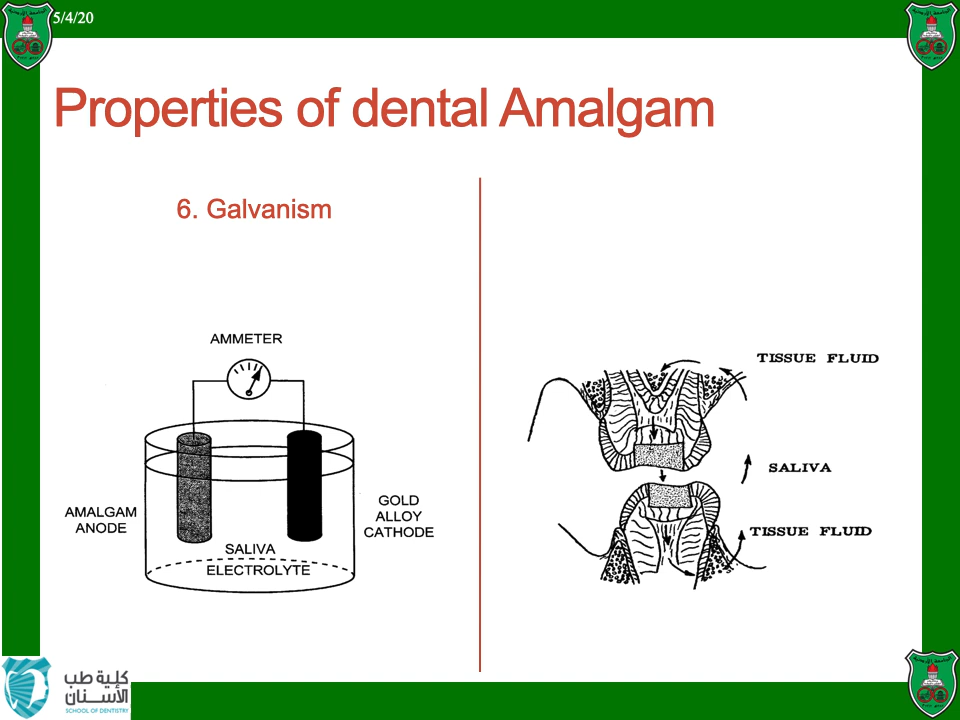 5/4/20
Properties of dental Amalgam
6. Galvanism
AMMETER
AMALGAM
ANODE
GOLD
ALLOY
CATHODE
SALIVA
ELECTROLYTE
TISSUE FLUID
SALIVA
TISSUE FLUID
كلية طب
الأسنان
SCHOOL OF DENTISTRY